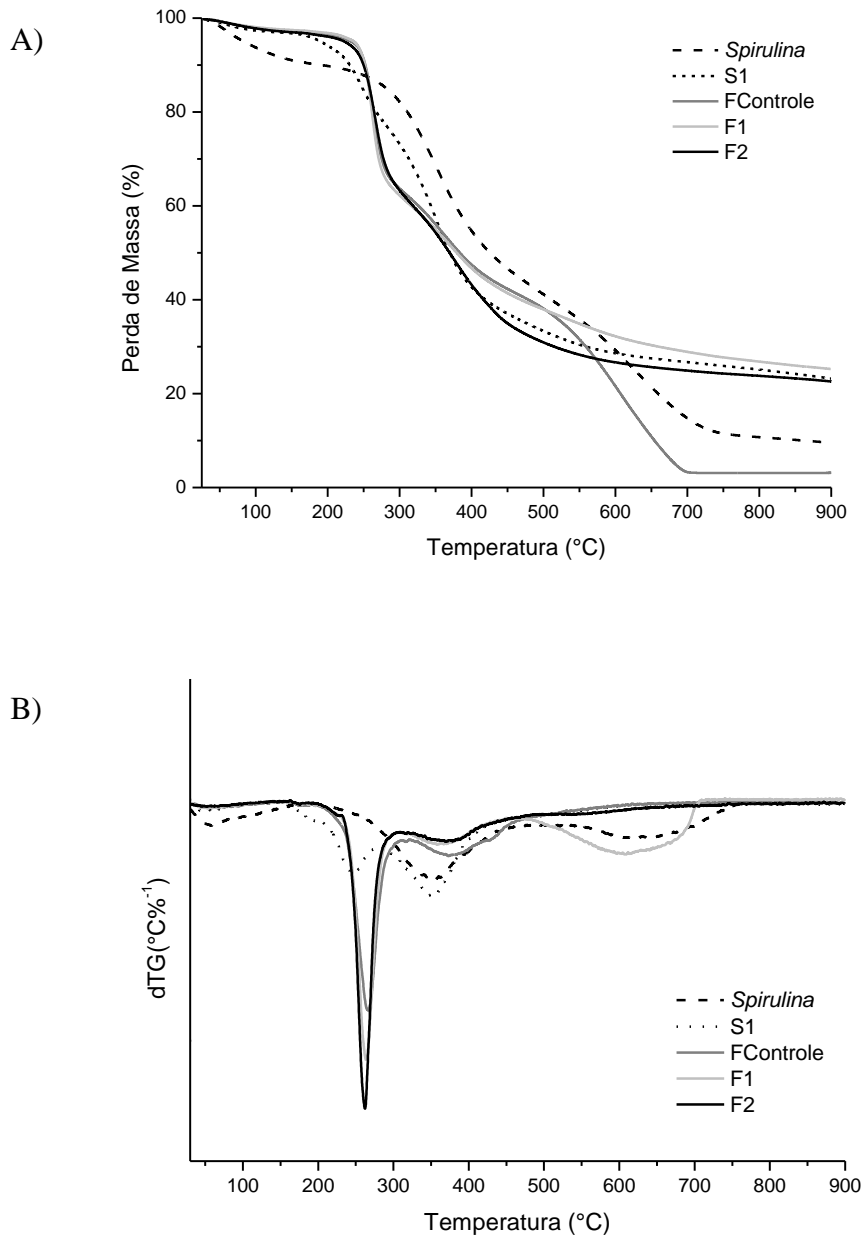 A)
100
80
60
40
20
0
Perda de Massa (%)
Spirulina
S1
FControle
F1
F2
100 200 300 400 500 600 700 800 900
Temperatura (°C)
B)
dTG(°C%⁻¹)
Spirulina
S1
FControle
F1
F2
100 200 300 400 500 600 700 800 900
Temperatura (°C)